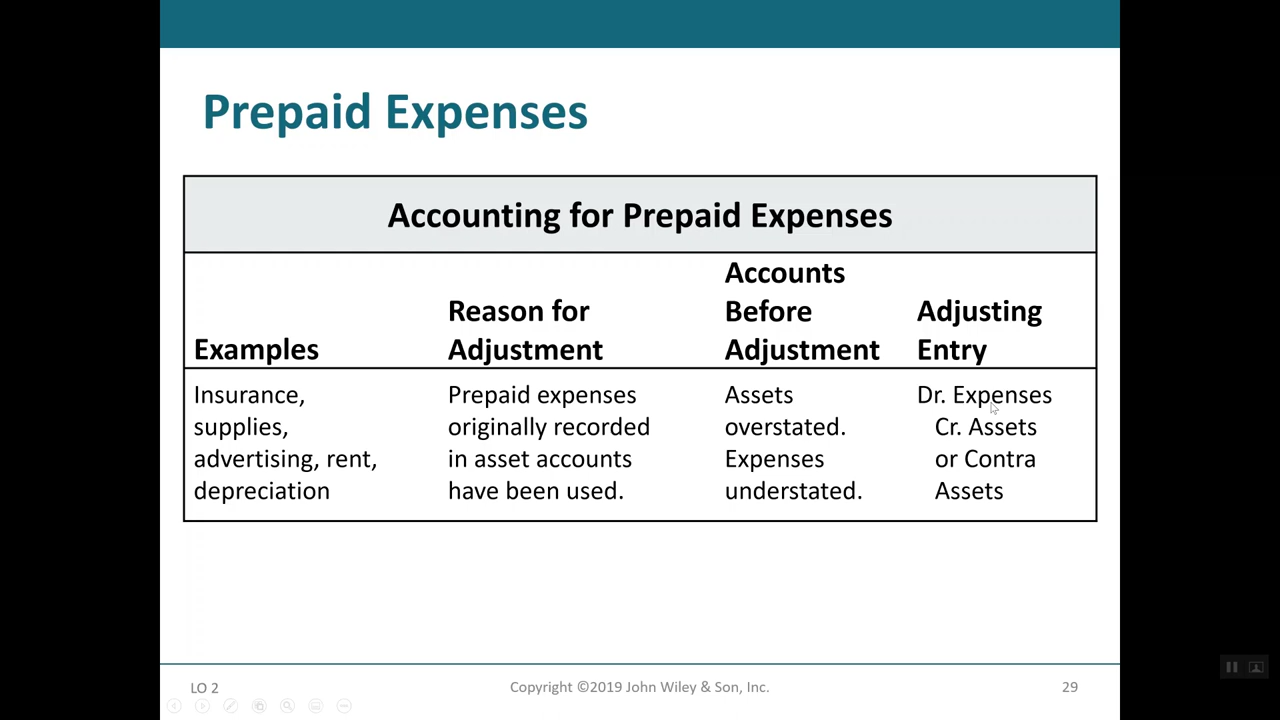 Prepaid Expenses
Accounting for Prepaid Expenses
Examples
Reason for
Adjustment
Accounts
Before
Adjustment
Adjusting
Entry
Insurance,
supplies,
advertising, rent,
depreciation
Prepaid expenses
originally recorded
in asset accounts
have been used.
Assets
overstated.
Expenses
understated.
Dr. Expenses
Cr. Assets
or Contra
Assets
LO 2
Copyright ©2019 John Wiley & Son, Inc.
29